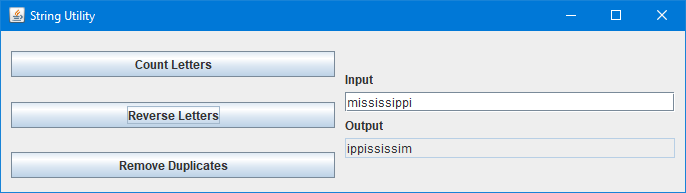 String Utility
Count Letters
Reverse Letters
Remove Duplicates
Input
mississippi
Output
ippississim